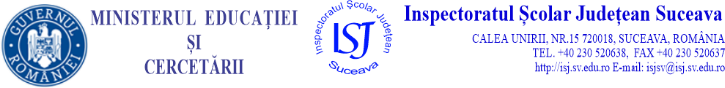 GUVERNUL
ROMÂNIEI
MINISTERUL EDUCAȚIEI
ȘI
CERCETĂRII
Inspectoratul Școlar Județean
ISJ
Suceava
Inspectoratul Școlar Județean Suceava
CALEA UNIRII, NR.15 720018, SUCEAVA, ROMÂNIA
TEL. +40 230 520638, FAX +40 230 520637
http://isj.sv.edu.ro E-mail: isjsv@isj.sv.edu.ro